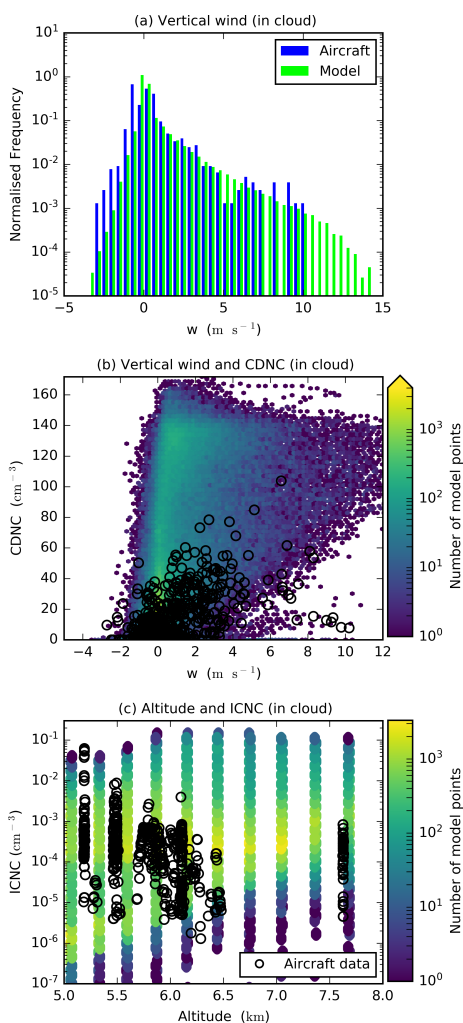 (a) Vertical wind (in cloud)
Normalised Frequency
10^1
10^0
10^-1
10^-2
10^-3
10^-4
10^-5
Aircraft
Model
−5 0 5 10 15
w (m s^-1)
(b) Vertical wind and CDNC (in cloud)
CDNC (cm^-3)
160
140
120
100
80
60
40
20
0
−4 −2 0 2 4 6 8 10 12
w (m s^-1)
10^3
10^2
10^1
10^0
Number of model points
(c) Altitude and ICNC (in cloud)
ICNC (cm^-3)
10^-1
10^-2
10^-3
10^-4
10^-5
10^-6
10^-7
Aircraft data
5.0 5.5 6.0 6.5 7.0 7.5 8.0
Altitude (km)
10^3
10^2
10^1
10^0
Number of model points